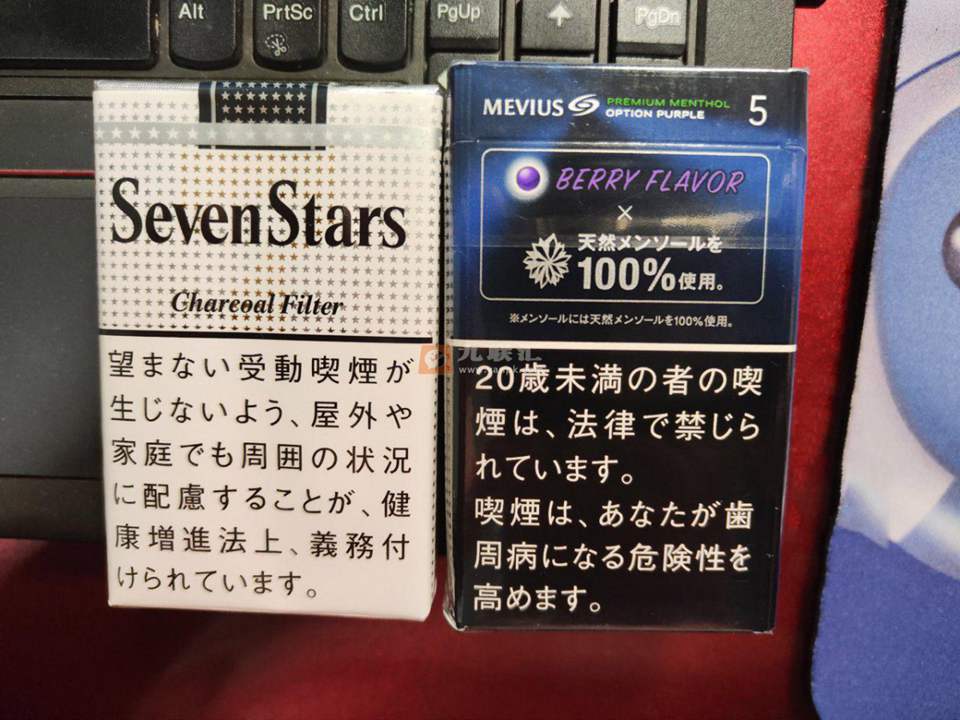 Alt
PrtSc
Ctrl
PgUp
PgDn
SevenStars
Charcoal Filter
望まない受動喫煙が
生じないよう、屋外や
家庭でも周囲の状況
に配慮することが、健
康増進法上、義務付
けられています。
MEVIUS PREMIUM MENTHOL
OPTION PURPLE 5
BERRY FLAVOR
×
天然メンソールを
100%使用。
※メンソールには天然メンソールを100%使用。
20歳未満の者の喫
煙は、法律で禁じら
れています。
喫煙は、あなたが歯
周病になる危険性を
高めます。